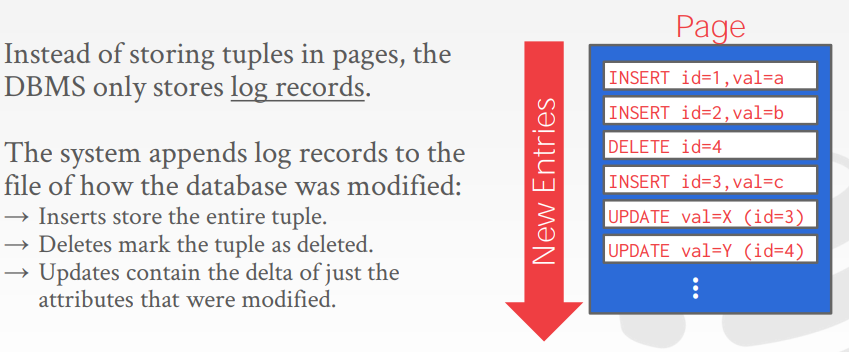 Instead of storing tuples in pages, the
DBMS only stores log records.
The system appends log records to the
file of how the database was modified:
→ Inserts store the entire tuple.
→ Deletes mark the tuple as deleted.
→ Updates contain the delta of just the
attributes that were modified.
New Entries
Page
INSERT id=1,val=a
INSERT id=2,val=b
DELETE id=4
INSERT id=3,val=c
UPDATE val=X (id=3)
UPDATE val=Y (id=4)
⋮